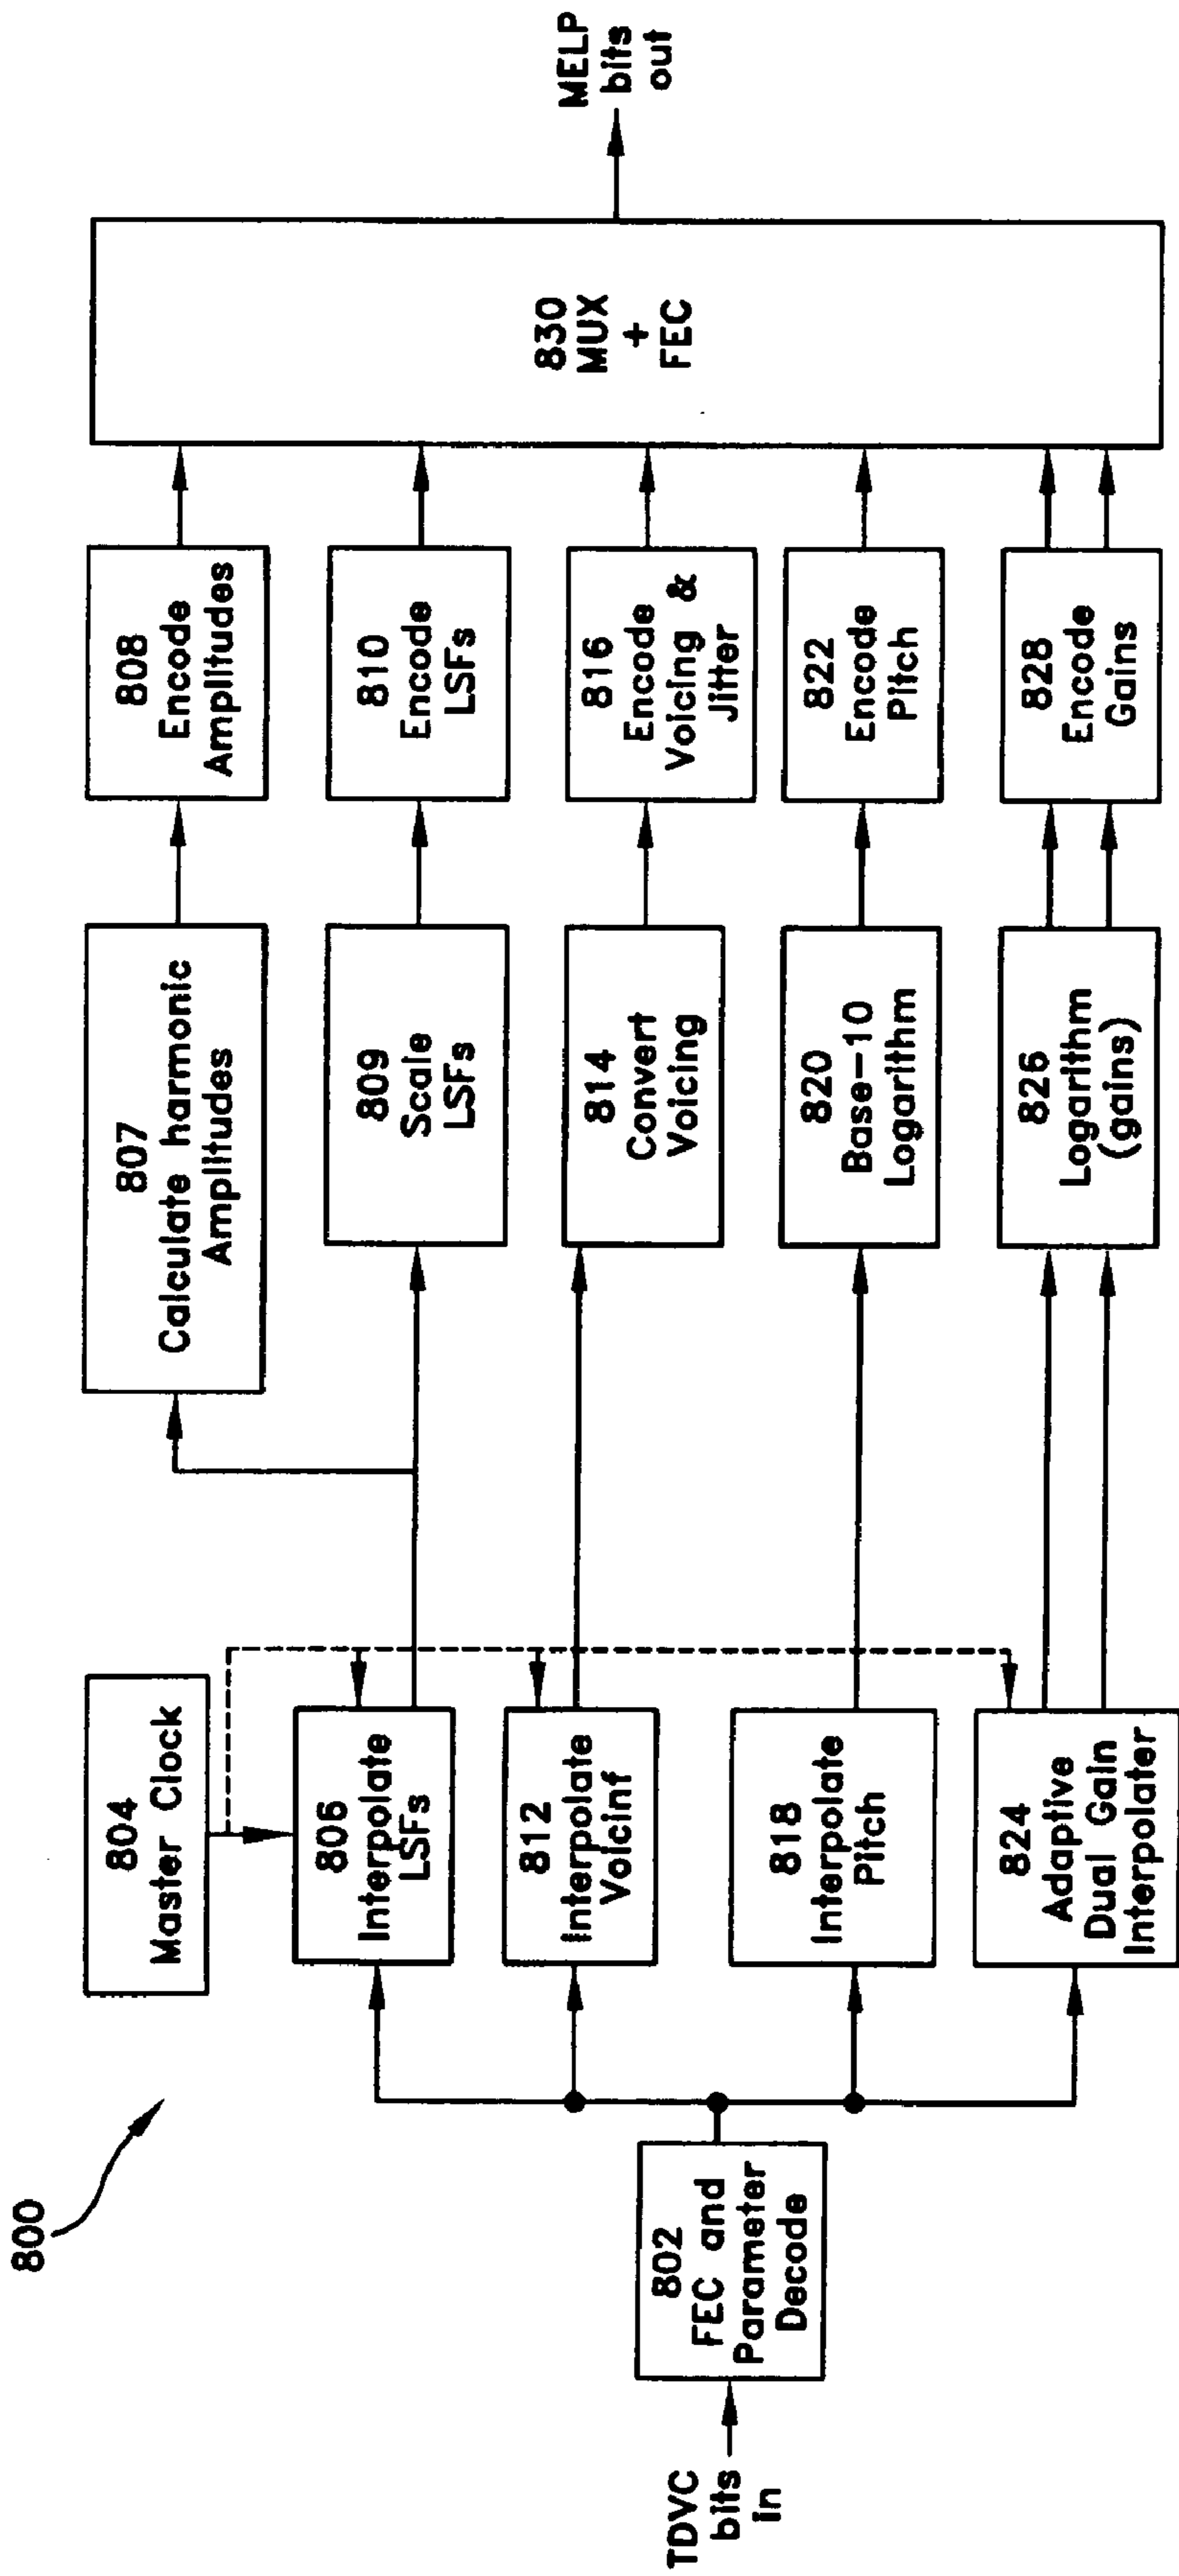 800
TDVC
bits
in
802
FEC and
Parameter
Decode
804
Master Clock
806
Interpolate
LSFs
812
Interpolate
Voicinf
818
Interpolate
Pitch
824
Adaptive
Dual Gain
Interpolater
807
Calculate harmonic
Amplitudes
809
Scale
LSFs
814
Convert
Voicing
820
Base-10
Logarithm
826
Logarithm
(gains)
808
Encode
Amplitudes
810
Encode
LSFs
816
Encode
Voicing &
Jitter
822
Encode
Pitch
828
Encode
Gains
830
MUX
+
FEC
MELP
bits
out